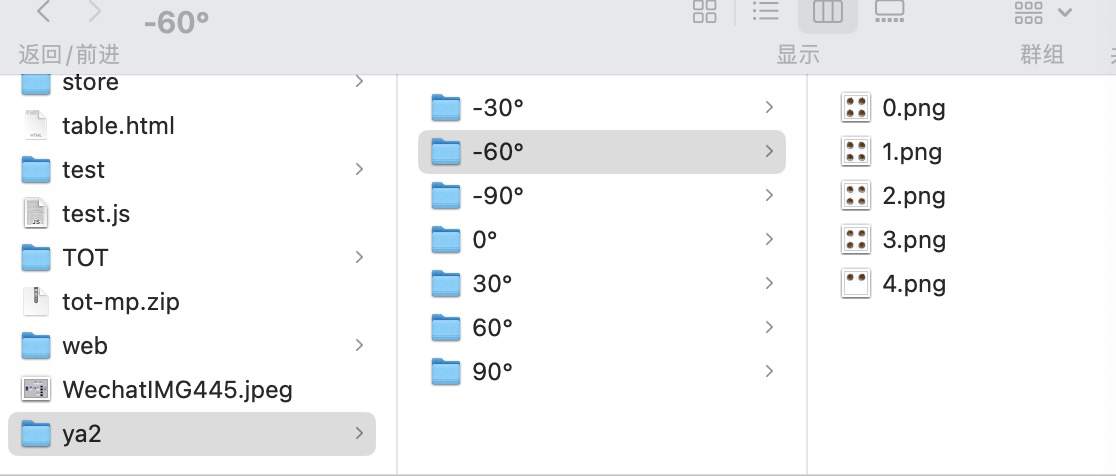 -60°
返回/前进
显示
群组
store
table.html
test
test.js
TOT
tot-mp.zip
web
WechatIMG445.jpeg
ya2
-30°
-60°
-90°
0°
30°
60°
90°
0.png
1.png
2.png
3.png
4.png